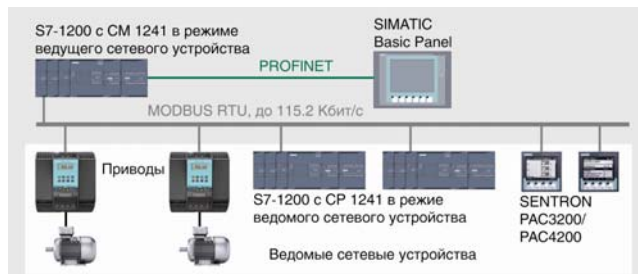 S7-1200 с CM 1241 в режиме
ведущего сетевого устройства
SIMATIC
Basic Panel
PROFINET
MODBUS RTU, до 115.2 Кбит/с
Приводы
S7-1200 с CP 1241 в режие
ведомого сетевого устройства
SENTRON
PAC3200/
PAC4200
Ведомые сетевые устройства